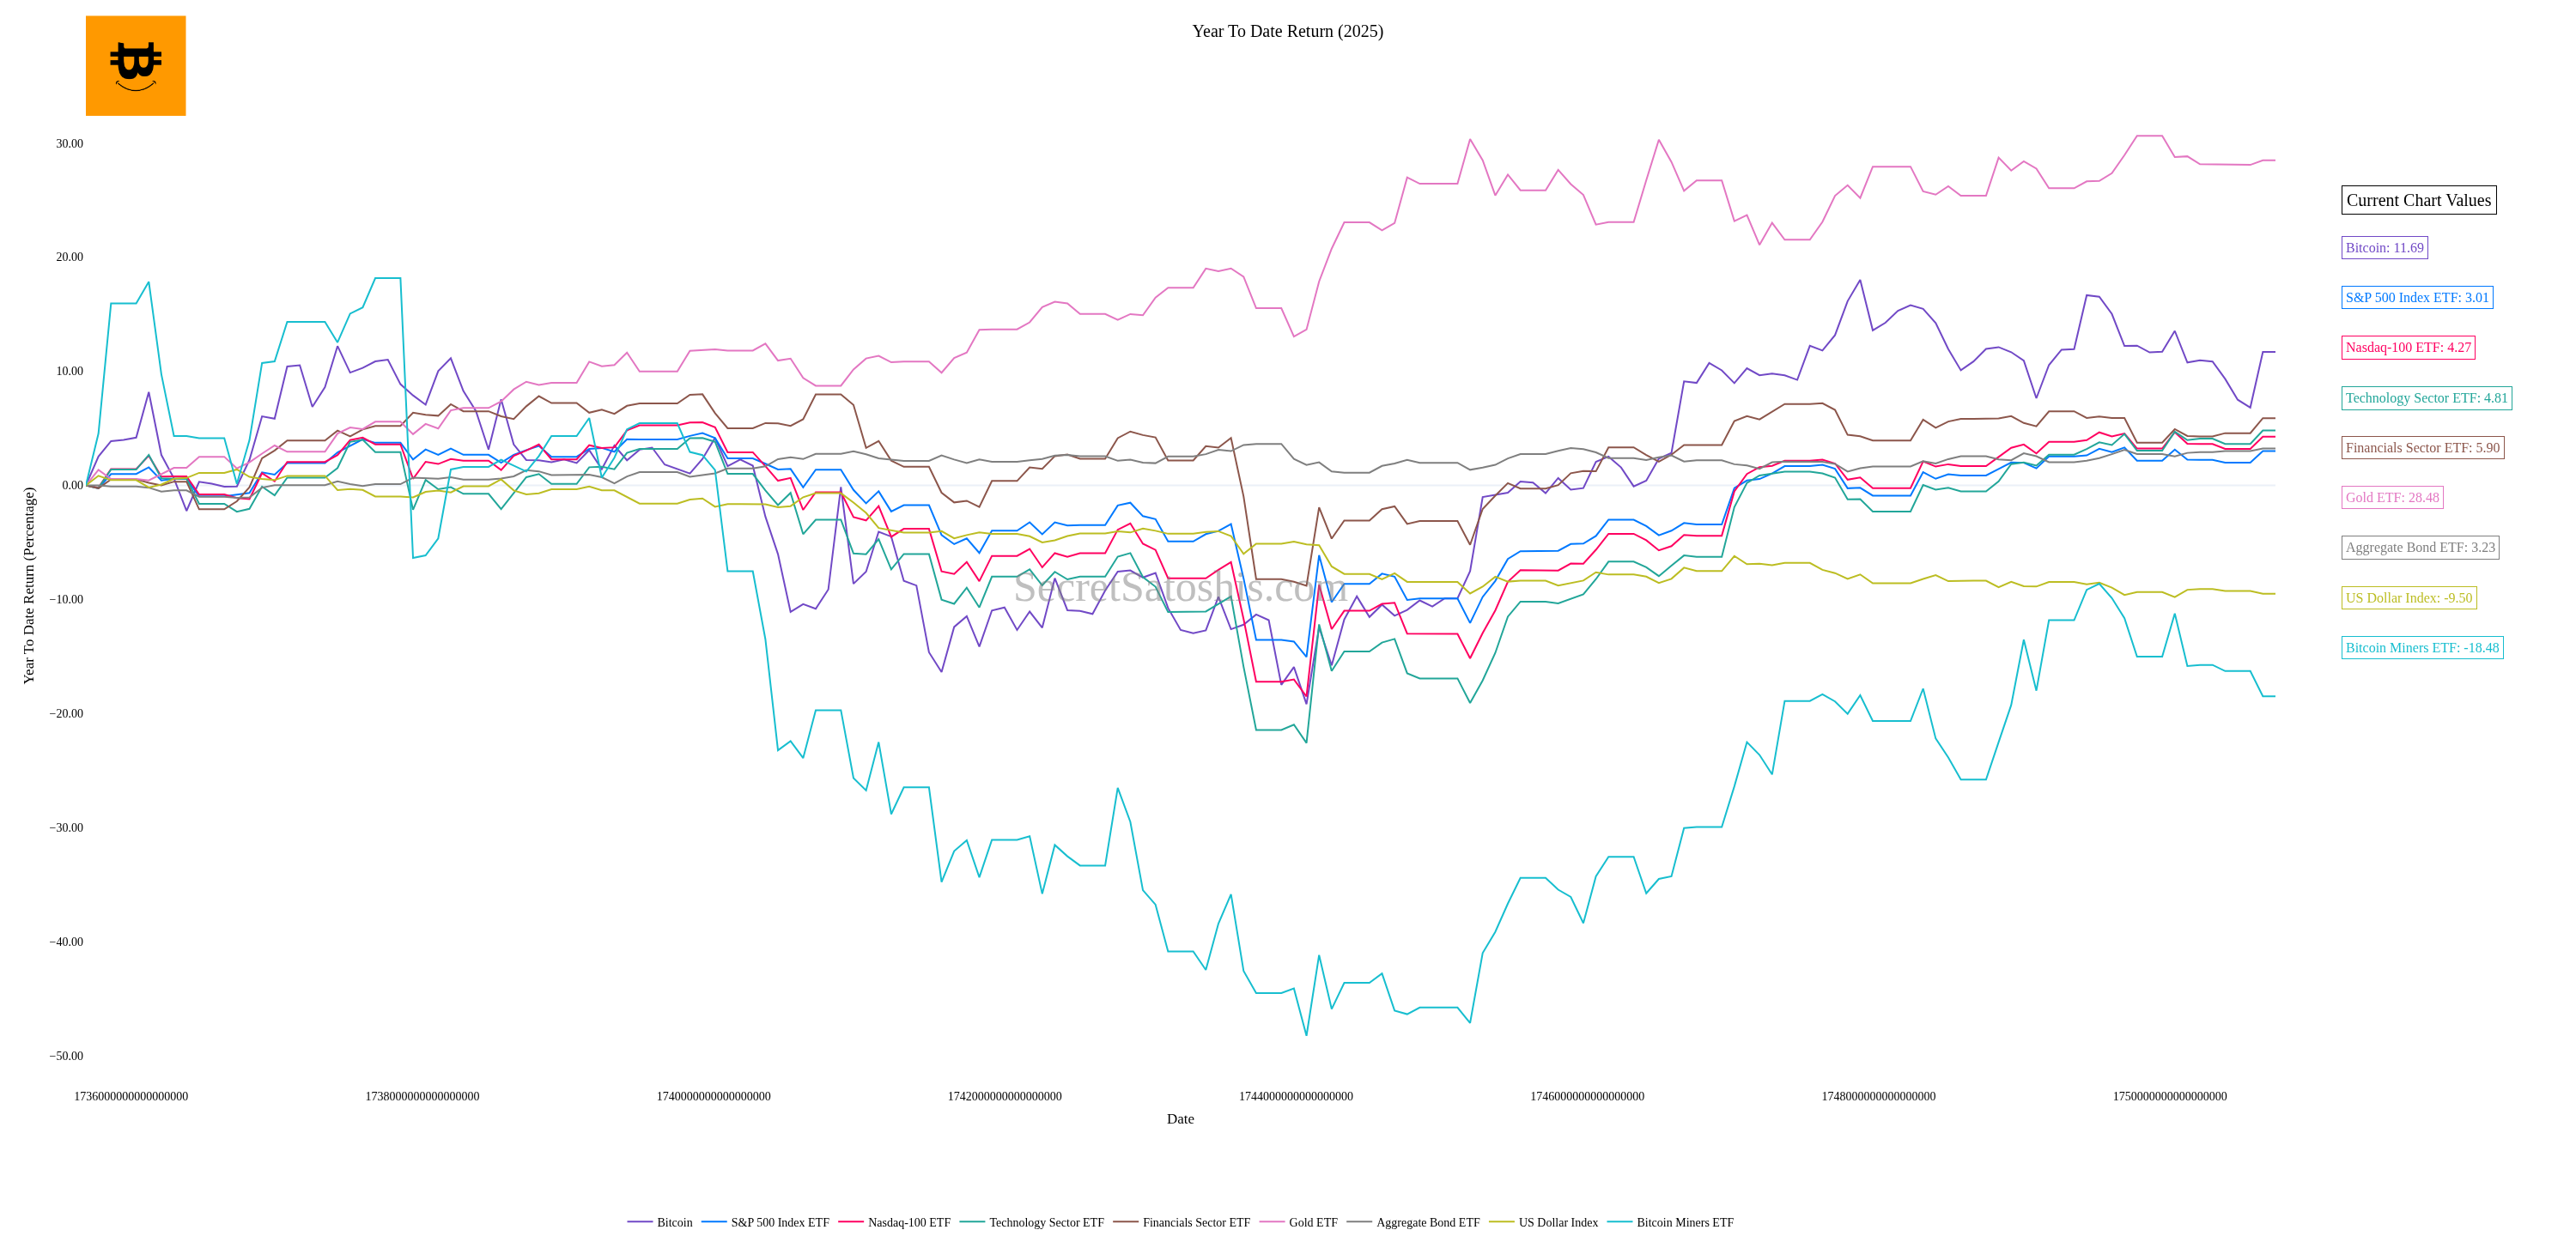 Year To Date Return (2025)
30.00
20.00
10.00
0.00
−10.00
−20.00
−30.00
−40.00
−50.00
Year To Date Return (Percentage)
SecretSatoshis.com
Current Chart Values
Bitcoin: 11.69
S&P 500 Index ETF: 3.01
Nasdaq-100 ETF: 4.27
Technology Sector ETF: 4.81
Financials Sector ETF: 5.90
Gold ETF: 28.48
Aggregate Bond ETF: 3.23
US Dollar Index: -9.50
Bitcoin Miners ETF: -18.48
1736000000000000000 1738000000000000000 1740000000000000000 1742000000000000000 1744000000000000000 1746000000000000000 1748000000000000000 1750000000000000000
Date
Bitcoin S&P 500 Index ETF Nasdaq-100 ETF Technology Sector ETF Financials Sector ETF Gold ETF Aggregate Bond ETF US Dollar Index Bitcoin Miners ETF